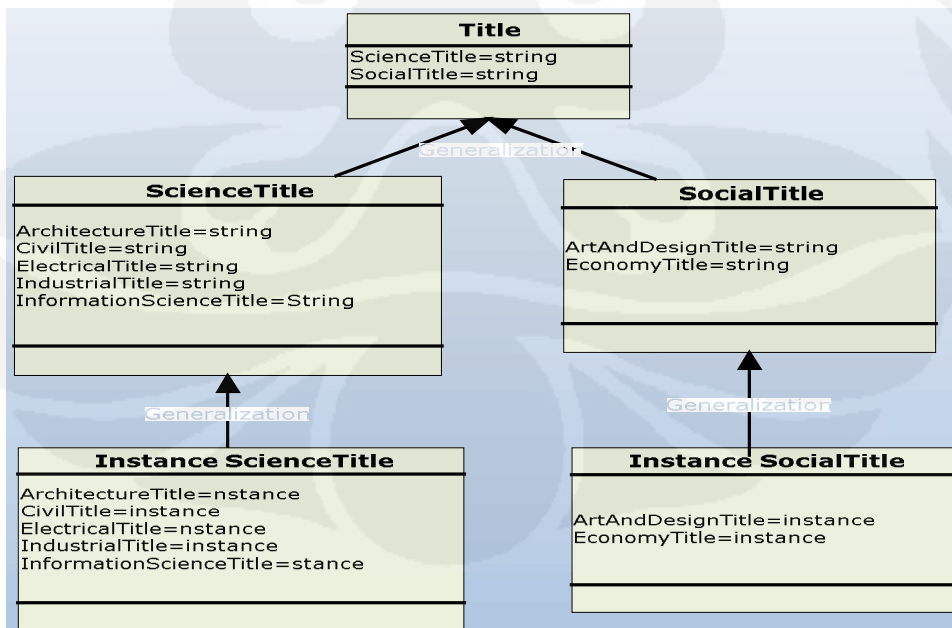 Title
ScienceTitle=string
SocialTitle=string
Generalization
ScienceTitle
ArchitectureTitle=string
CivilTitle=string
ElectricalTitle=string
IndustrialTitle=string
InformationScienceTitle=String
SocialTitle
ArtAndDesignTitle=string
EconomyTitle=string
Generalization
Generalization
Instance ScienceTitle
ArchitectureTitle=nstance
CivilTitle=instance
ElectricalTitle=nstance
IndustrialTitle=instance
InformationScienceTitle=stance
Instance SocialTitle
ArtAndDesignTitle=instance
EconomyTitle=instance